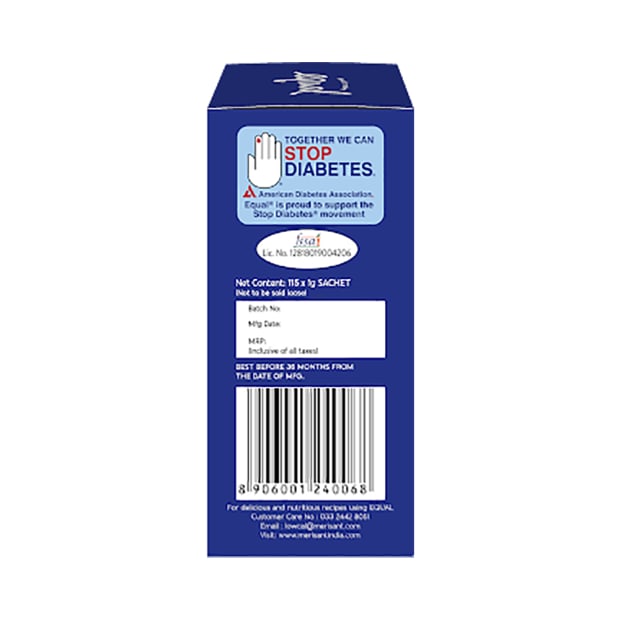 TOGETHER WE CAN
STOP
DIABETES.
American Diabetes Association.
Equal® is proud to support the
Stop Diabetes® movement
fssai
Lic. No. 12818019004206
Net Content: 115 x 1g SACHET
(Not to be sold loose)
Batch No:
Mfg Date:
MRP:
(Inclusive of all taxes)
BEST BEFORE 36 MONTHS FROM
THE DATE OF MFG.
8 906001 240068
For delicious and nutritious recipes using EQUAL
Customer Care No : 033 2442 8051
Email : lowcal@merisant.com
Visit: www.merisantindia.com